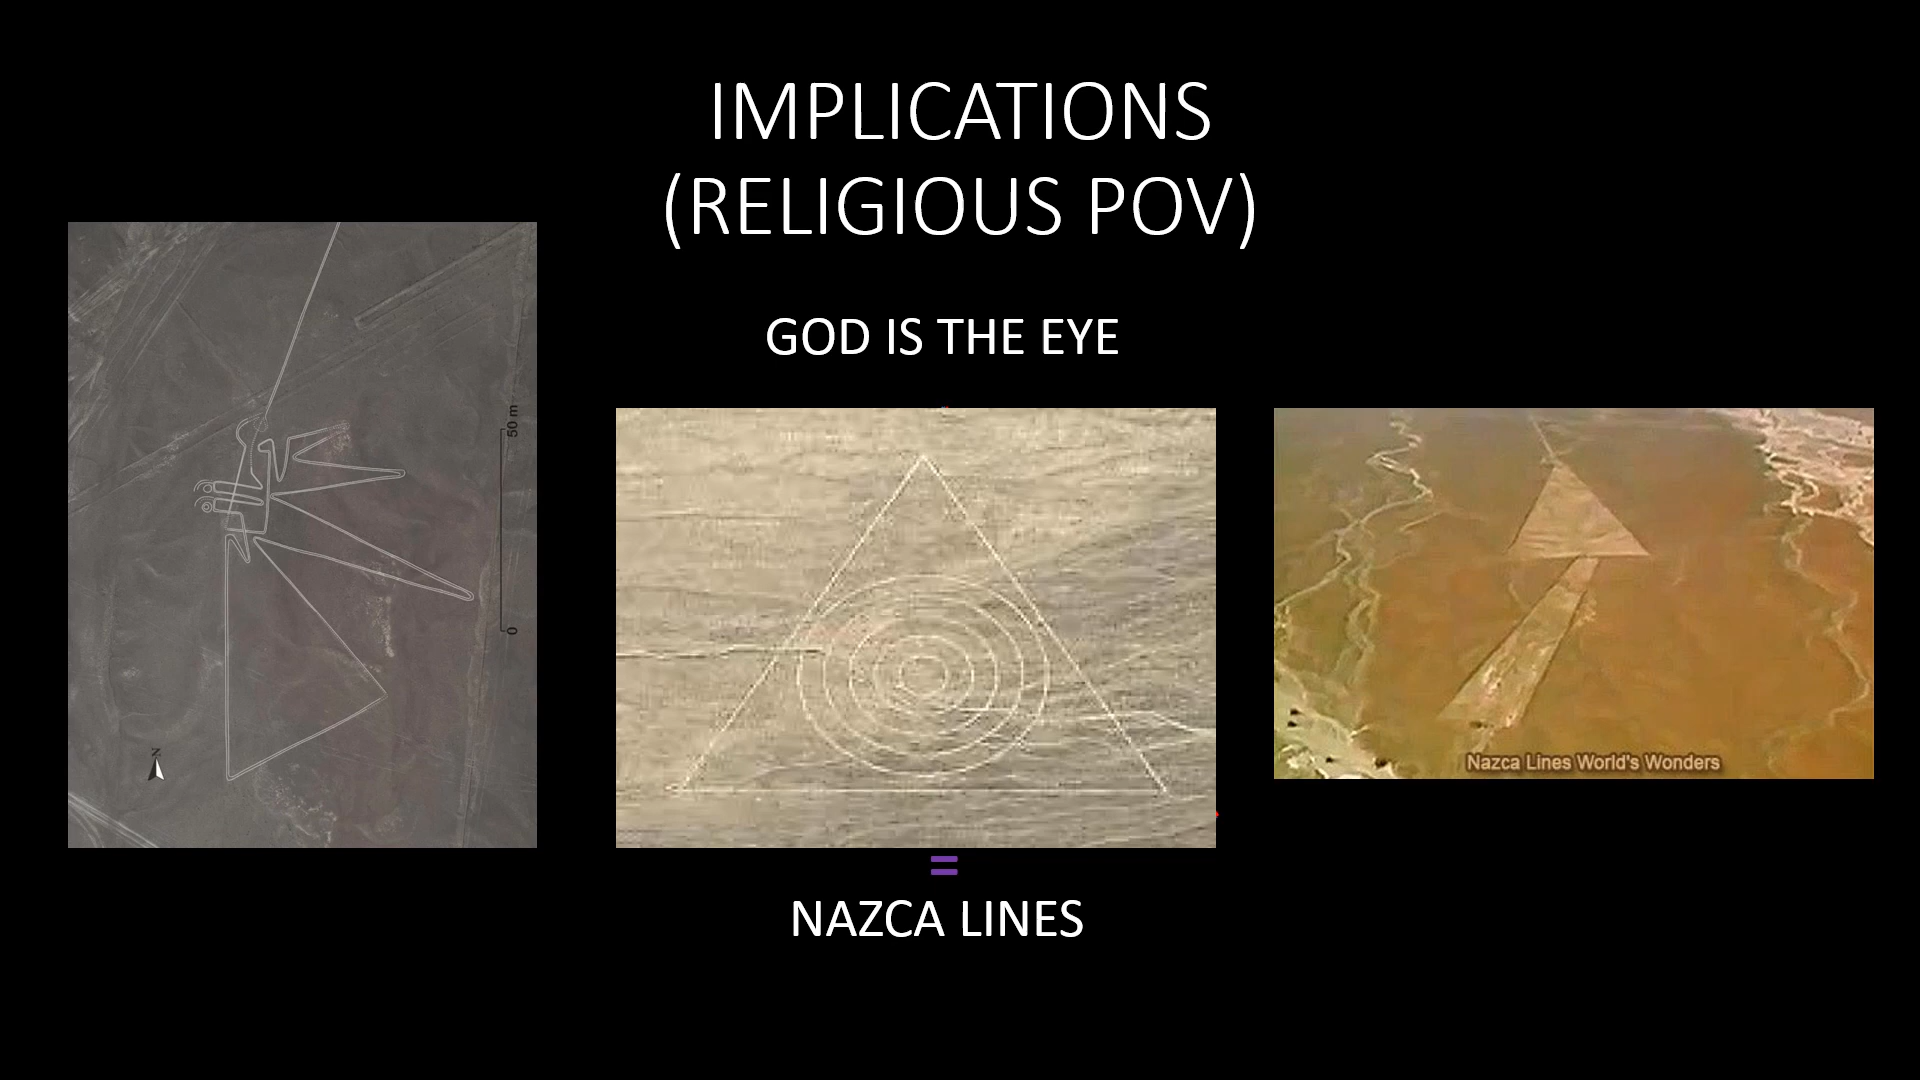 IMPLICATIONS
(RELIGIOUS POV)
GOD IS THE EYE
50 m
0
N
Nazca Lines World's Wonders
=
NAZCA LINES